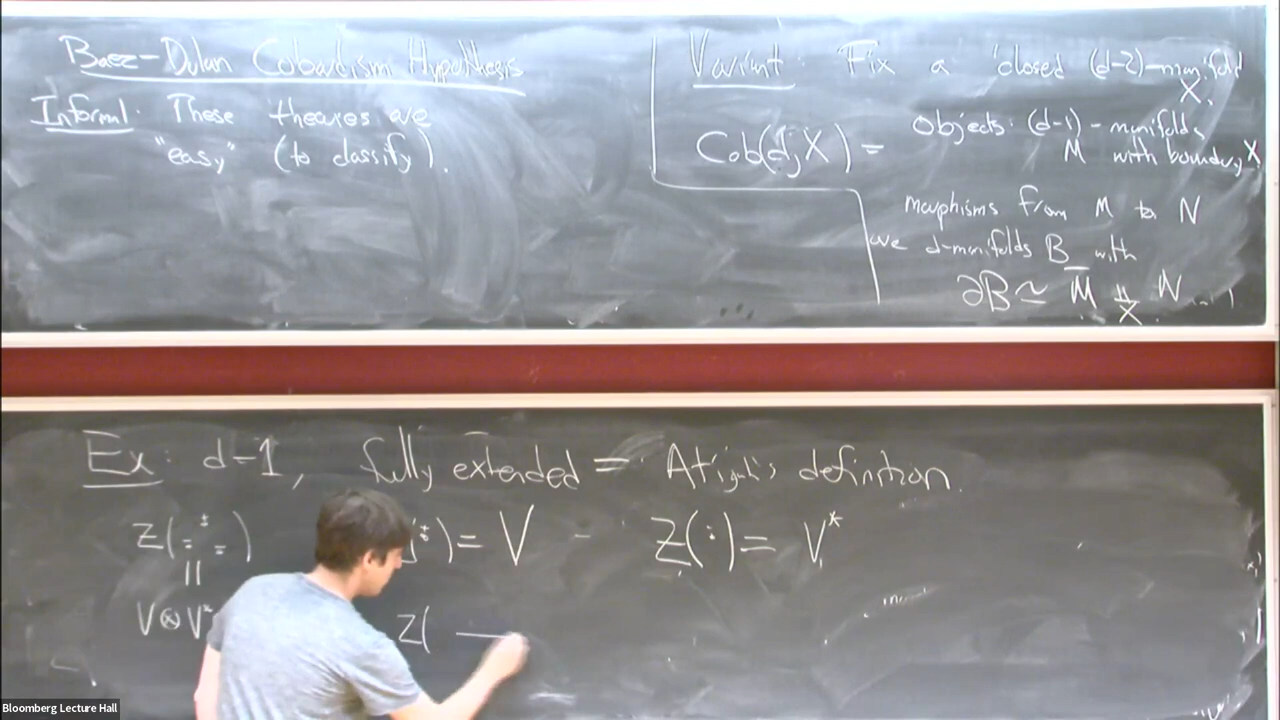 Baez-Dolan Cobordism Hypothesis
Informal: These theories are
"easy" (to classify).
Variant: Fix a closed (d-2)-manifold
X.
Cob(d,X) =
Objects: (d-1)-manifolds
M with boundary X
morphisms from M to N
are d-manifolds B with
∂B ≃ M̄ ⨿_X N
Ex: d=1, fully extended = Atiyah's definition.
Z(
)
)= V
Z( )= V*
||
V⊗V*
Z(
Bloomberg Lecture Hall